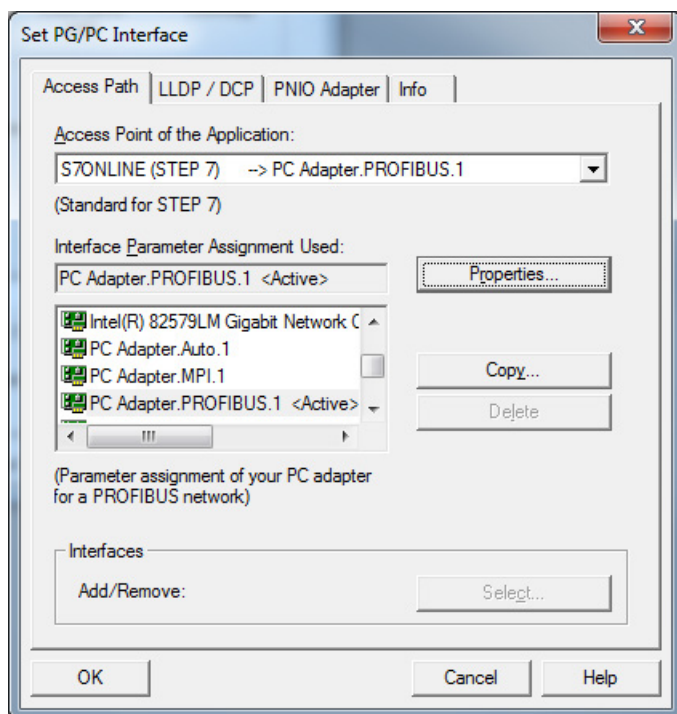 Set PG/PC Interface
Access Path
LLDP / DCP
PNIO Adapter
Info
Access Point of the Application:
S7ONLINE (STEP 7) --> PC Adapter.PROFIBUS.1
(Standard for STEP 7)
Interface Parameter Assignment Used:
PC Adapter.PROFIBUS.1 <Active>
Properties...
Intel(R) 82579LM Gigabit Network C
PC Adapter.Auto.1
PC Adapter.MPI.1
PC Adapter.PROFIBUS.1 <Active>
Copy...
Delete
(Parameter assignment of your PC adapter
for a PROFIBUS network)
Interfaces
Add/Remove:
Select...
OK
Cancel
Help